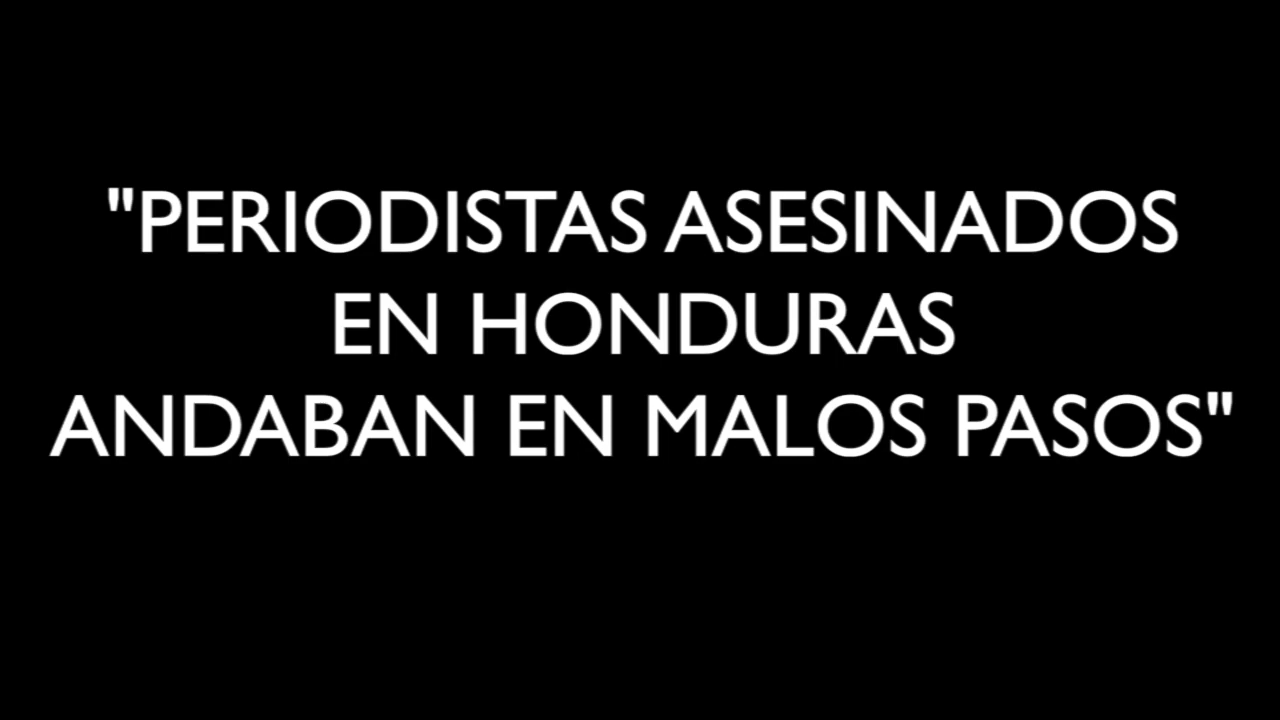 "PERIODISTAS ASESINADOS
EN HONDURAS
ANDABAN EN MALOS PASOS"